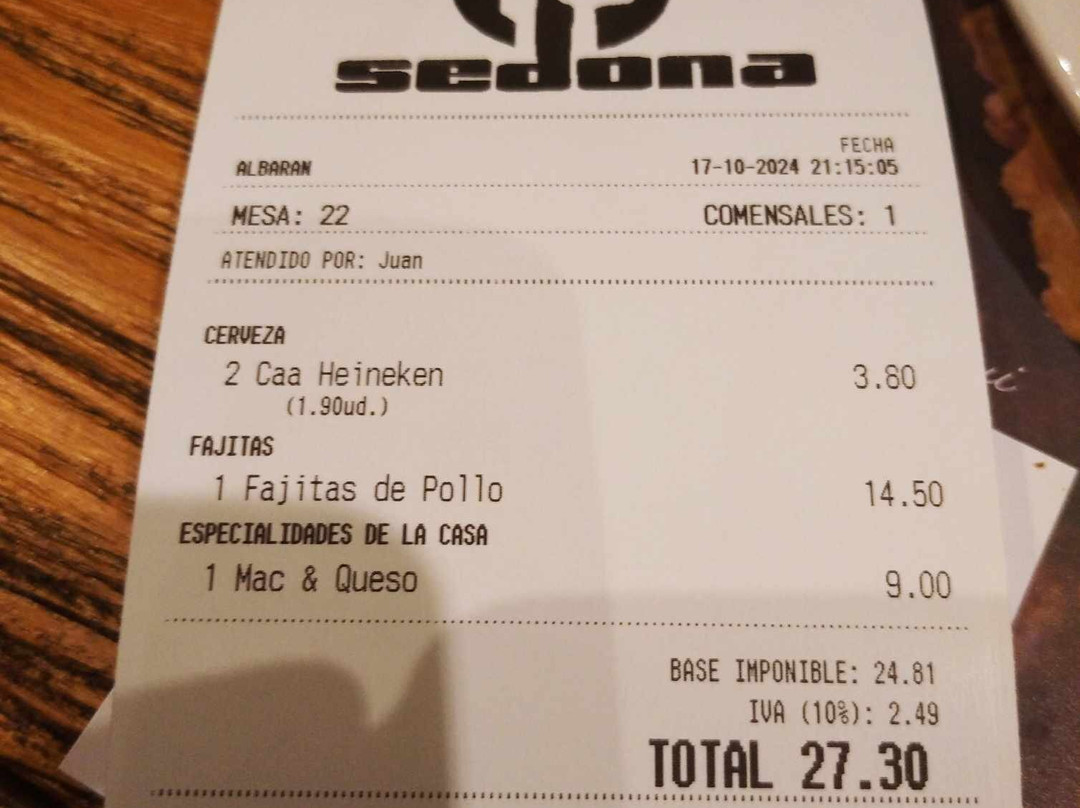 sedona
FECHA
ALBARAN 17-10-2024 21:15:05
MESA: 22 COMENSALES: 1
ATENDIDO POR: Juan
CERVEZA
2 Caa Heineken 3.80
(1.90ud.)
FAJITAS
1 Fajitas de Pollo 14.50
ESPECIALIDADES DE LA CASA
1 Mac & Queso 9.00
BASE IMPONIBLE: 24.81
IVA (10%): 2.49
TOTAL 27.30